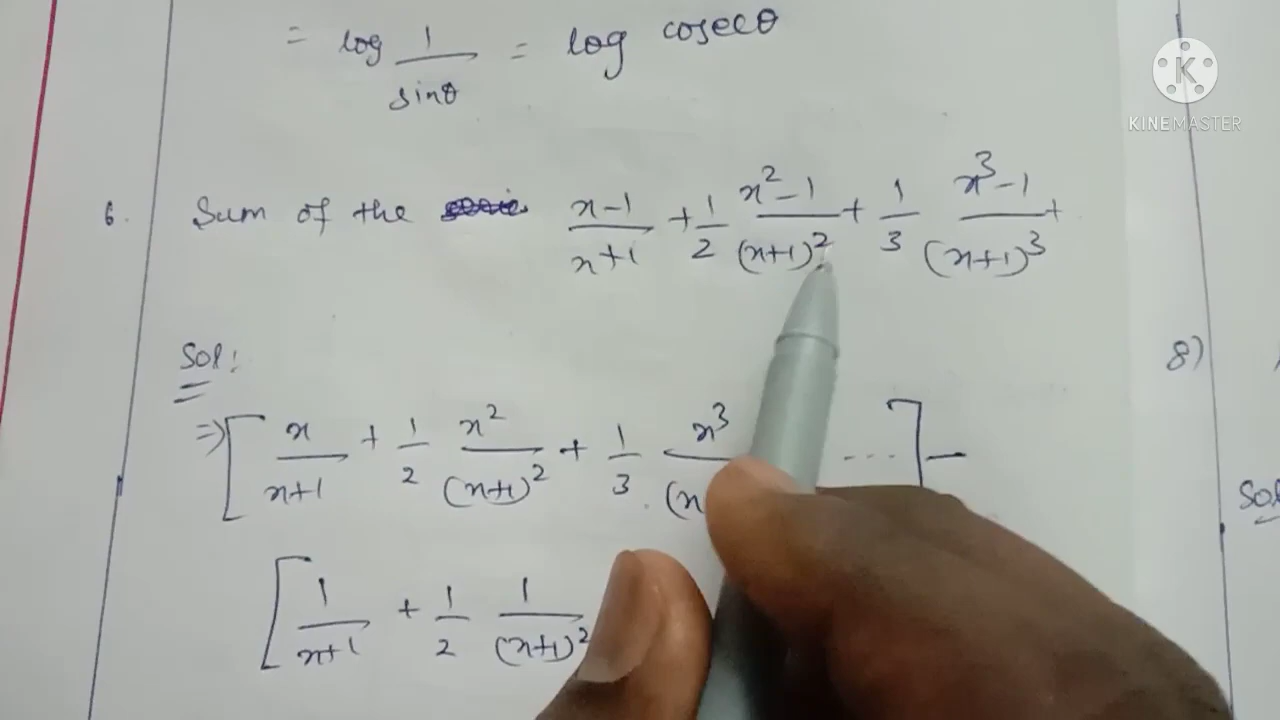 = log 1/sinθ = log cosecθ
KINEMASTER
6. Sum of the x-1/x+1 + 1/2 x²-1/(x+1)² + 1/3 x³-1/(x+1)³ +
Sol:
8)
⇒ [ x/x+1 + 1/2 x²/(x+1)² + 1/3 x³/(x ... ] -
Sol
[ 1/x+1 + 1/2 1/(x+1)²